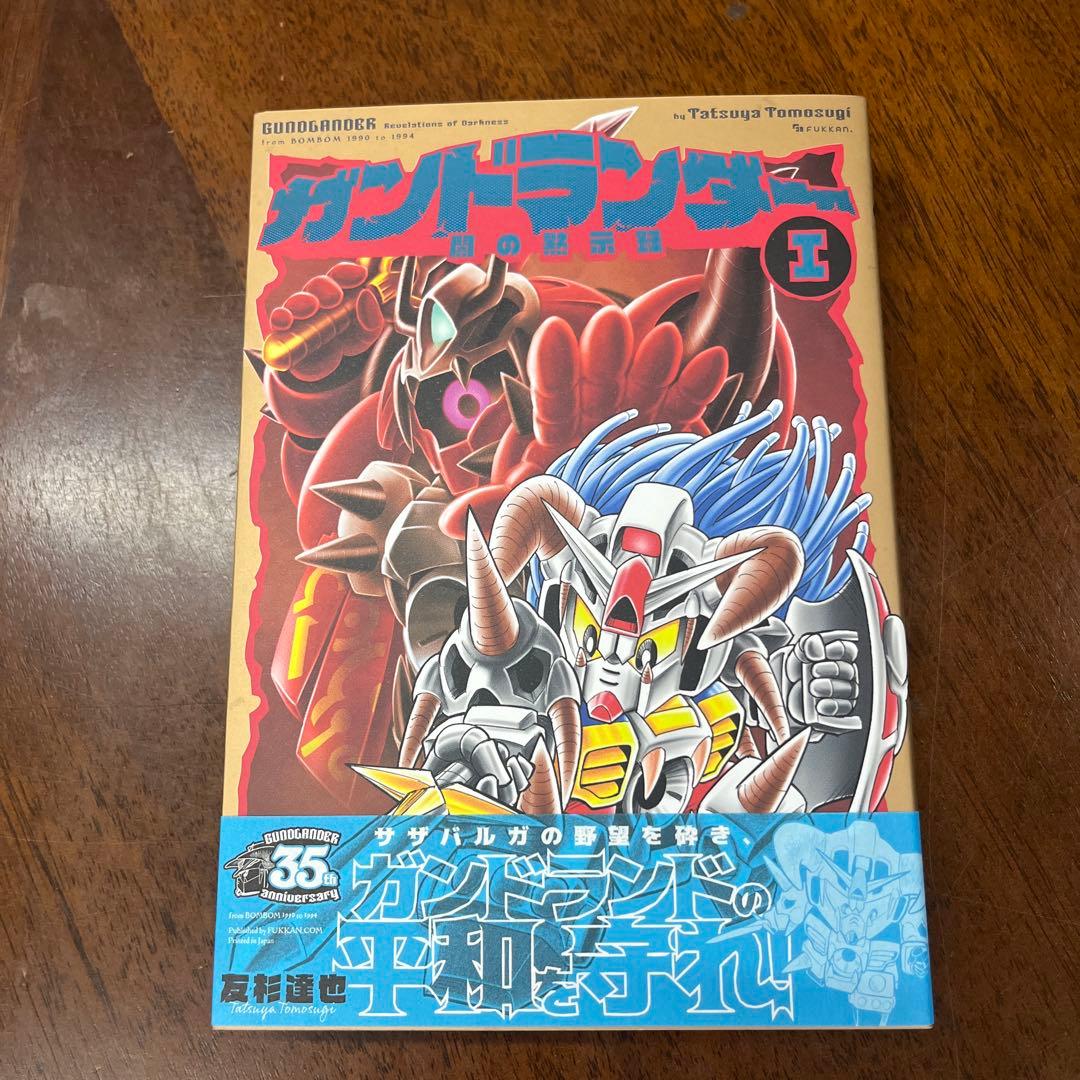 GUNDLANDER Revelations of Darkness
from BOMBOM 1990 to 1994
by Tatsuya Tomosugi
FUKKAN.
ガンドランダー
闇の黙示録
I
サザバルガの野望を砕き、
ガンドランドの
平和を守れ!!
GUNDLANDER
35th
anniversary
from BOMBOM 1990 to 1994
Published by FUKKAN.COM
Printed in Japan
友杉達也
Tatsuya Tomosugi